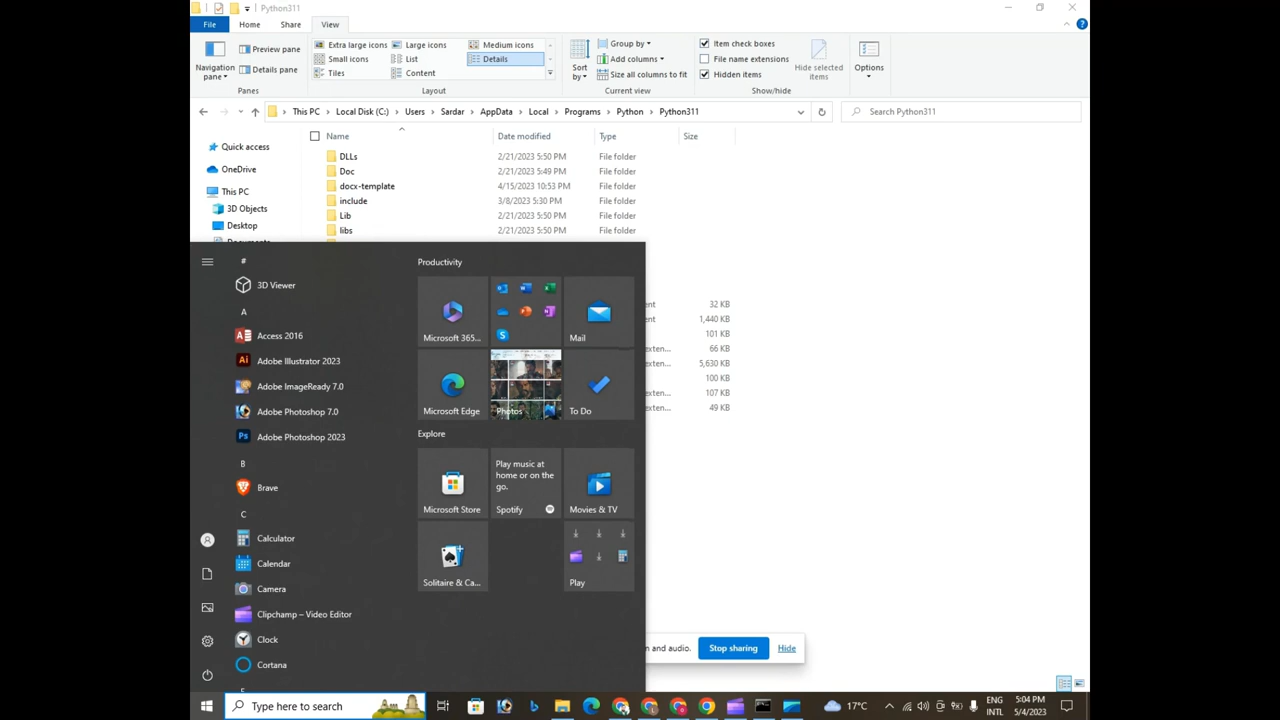 Python311
File Home Share View
Navigation pane
Preview pane
Details pane
Panes
Extra large icons Large icons Medium icons
Small icons List Details
Tiles Content
Layout
Sort by
Group by
Add columns
Size all columns to fit
Current view
Item check boxes
File name extensions
Hidden items
Hide selected items
Show/hide
Options
This PC Local Disk (C:) Users Sardar AppData Local Programs Python Python311
Search Python311
Name Date modified Type Size
Quick access
OneDrive
This PC
3D Objects
Desktop
DLLs 2/21/2023 5:50 PM File folder
Doc 2/21/2023 5:49 PM File folder
docx-template 4/15/2023 10:53 PM File folder
include 3/8/2023 5:30 PM File folder
Lib 2/21/2023 5:50 PM File folder
libs 2/21/2023 5:50 PM File folder
32 KB
1,440 KB
101 KB
exten... 66 KB
exten... 5,630 KB
100 KB
exten... 107 KB
exten... 49 KB
#
3D Viewer
A
Access 2016
Adobe Illustrator 2023
Adobe ImageReady 7.0
Adobe Photoshop 7.0
Adobe Photoshop 2023
B
Brave
C
Calculator
Calendar
Camera
Clipchamp – Video Editor
Clock
Cortana
Productivity
Microsoft 365... Mail
Microsoft Edge Photos To Do
Explore
Microsoft Store
Play music at home or on the go.
Spotify
Movies & TV
Solitaire & Ca... Play
n and audio. Stop sharing Hide
Type here to search
17°C
ENG
INTL
5:04 PM
5/4/2023